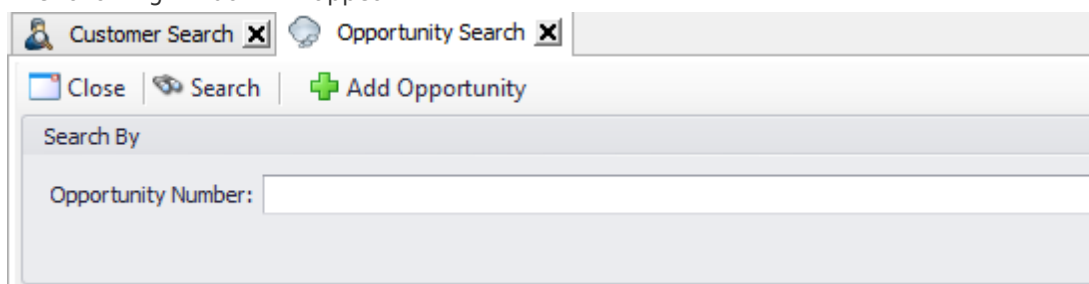 Customer Search Opportunity Search
Close Search Add Opportunity
Search By
Opportunity Number: